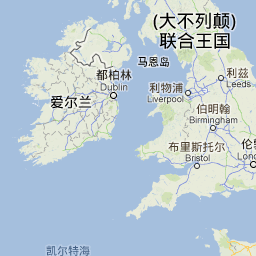 (大不列颠)
联合王国
马恩岛
都柏林
Dublin
爱尔兰
利兹
Leeds
利物浦
Liverpool
伯明翰
Birmingham
布里斯托尔
Bristol
伦
Lon
凯尔特海